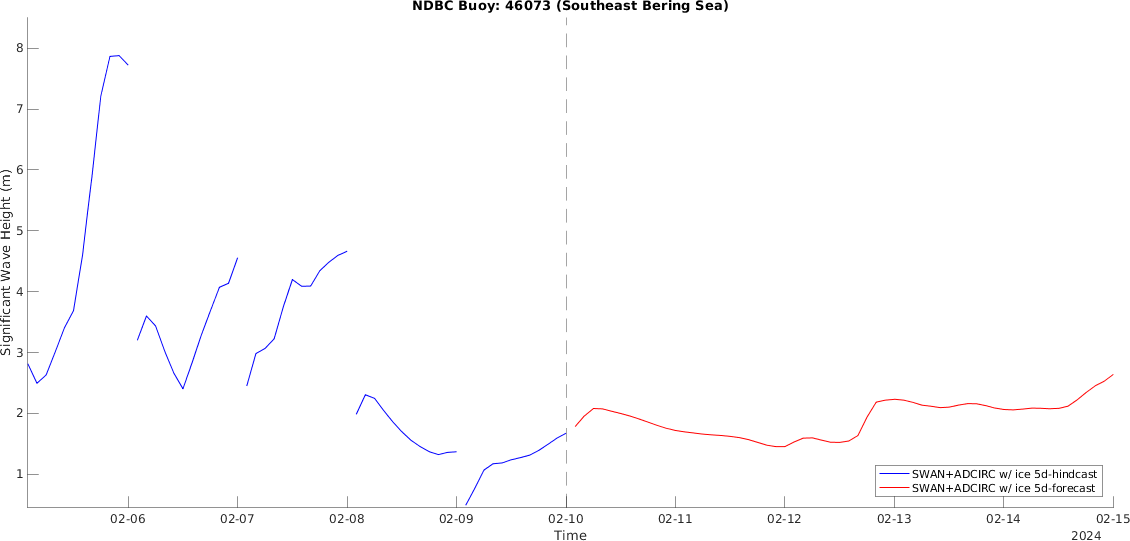 NDBC Buoy: 46073 (Southeast Bering Sea)
Significant Wave Height (m)
8
7
6
5
4
3
2
1
SWAN+ADCIRC w/ ice 5d-hindcast
SWAN+ADCIRC w/ ice 5d-forecast
02-06 02-07 02-08 02-09 02-10 02-11 02-12 02-13 02-14 02-15
Time
2024